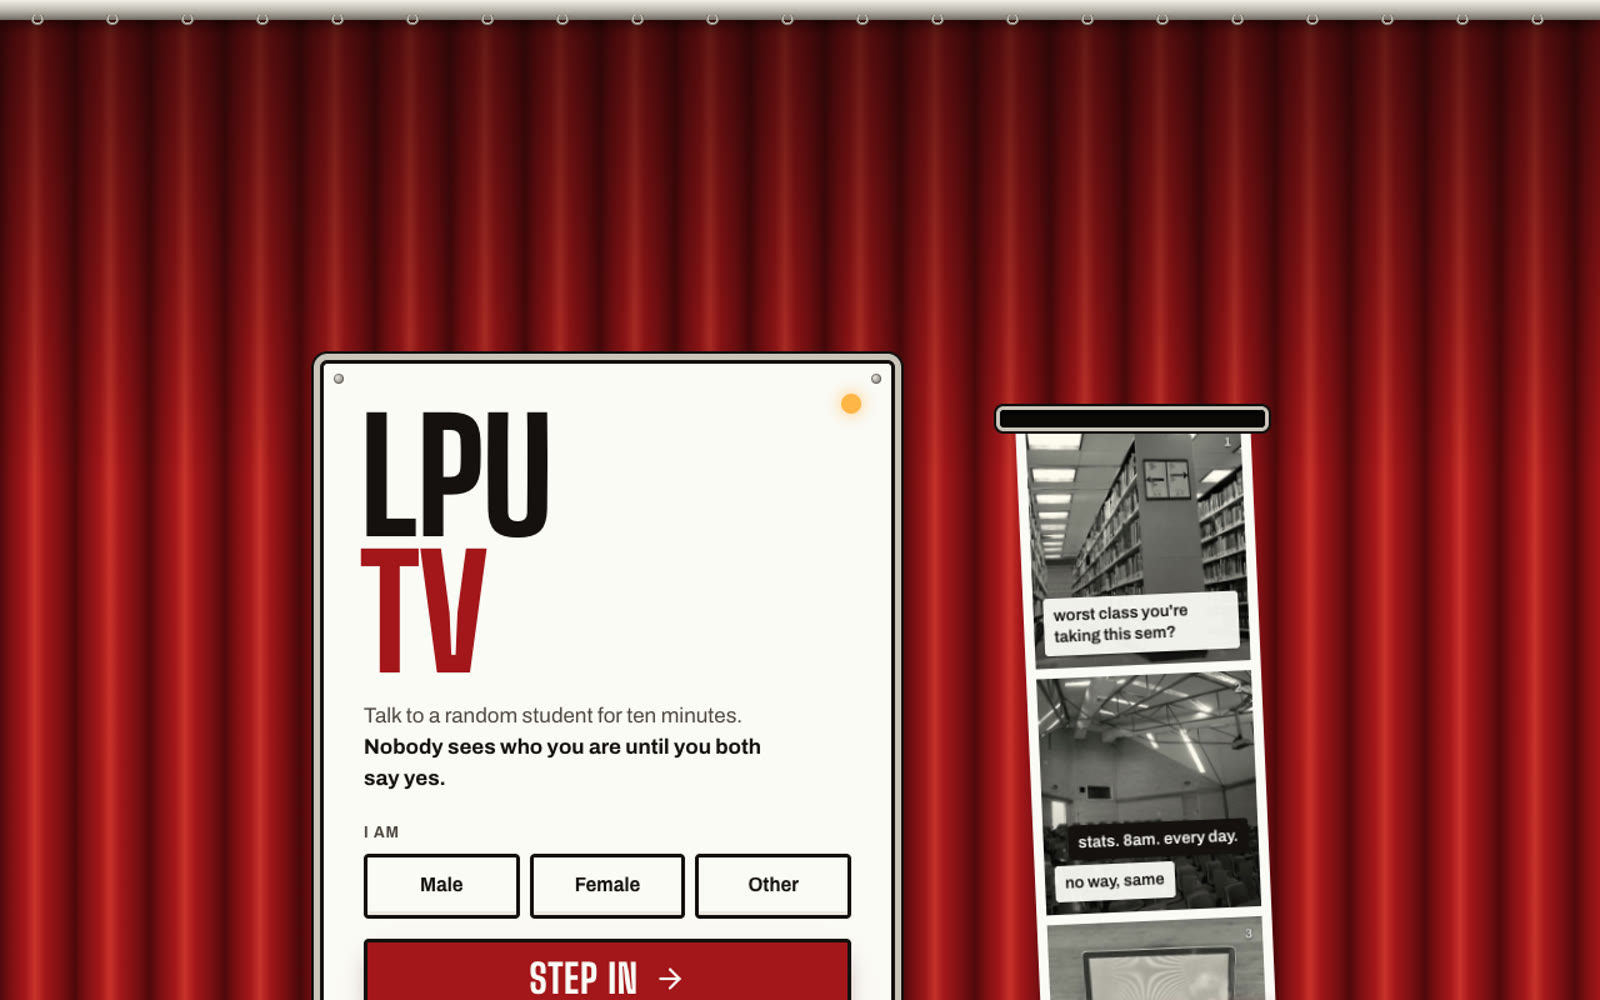 LPU
TV
Talk to a random student for ten minutes.
Nobody sees who you are until you both
say yes.
I AM
Male
Female
Other
STEP IN →
1
worst class you're
taking this sem?
2
stats. 8am. every day.
no way, same
3